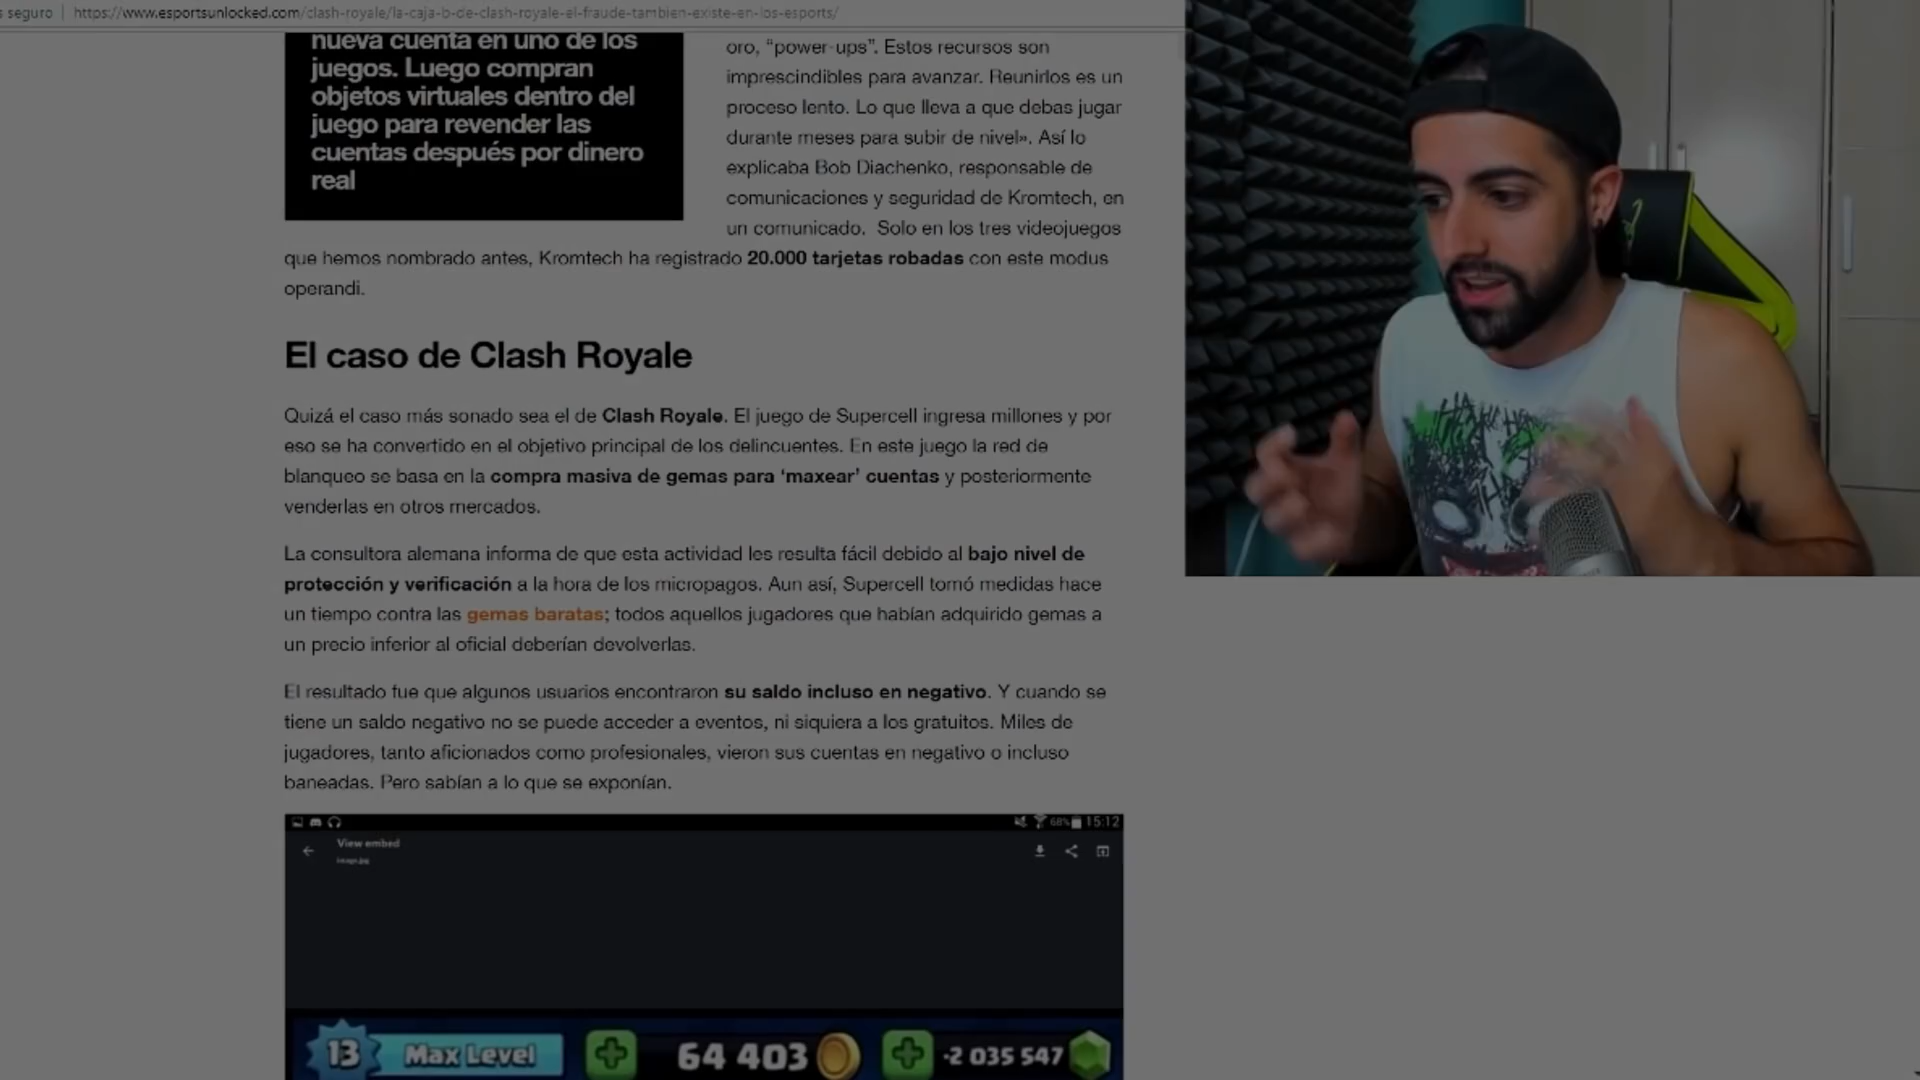 s seguro | https://www.esportsunlocked.com/clash-royale/la-caja-b-de-clash-royale-el-fraude-tambien-existe-en-los-esports/
nueva cuenta en uno de los
juegos. Luego compran
objetos virtuales dentro del
juego para revender las
cuentas después por dinero
real
oro, “power-ups”. Estos recursos son
imprescindibles para avanzar. Reunirlos es un
proceso lento. Lo que lleva a que debas jugar
durante meses para subir de nivel». Así lo
explicaba Bob Diachenko, responsable de
comunicaciones y seguridad de Kromtech, en
un comunicado. Solo en los tres videojuegos
que hemos nombrado antes, Kromtech ha registrado 20.000 tarjetas robadas con este modus
operandi.
El caso de Clash Royale
Quizá el caso más sonado sea el de Clash Royale. El juego de Supercell ingresa millones y por
eso se ha convertido en el objetivo principal de los delincuentes. En este juego la red de
blanqueo se basa en la compra masiva de gemas para ‘maxear’ cuentas y posteriormente
venderlas en otros mercados.
La consultora alemana informa de que esta actividad les resulta fácil debido al bajo nivel de
protección y verificación a la hora de los micropagos. Aun así, Supercell tomó medidas hace
un tiempo contra las gemas baratas; todos aquellos jugadores que habían adquirido gemas a
un precio inferior al oficial deberían devolverlas.
El resultado fue que algunos usuarios encontraron su saldo incluso en negativo. Y cuando se
tiene un saldo negativo no se puede acceder a eventos, ni siquiera a los gratuitos. Miles de
jugadores, tanto aficionados como profesionales, vieron sus cuentas en negativo o incluso
baneadas. Pero sabían a lo que se exponían.
68% 15:12
View embed
image.jpg
13 Max Level 64 403 -2 035 547